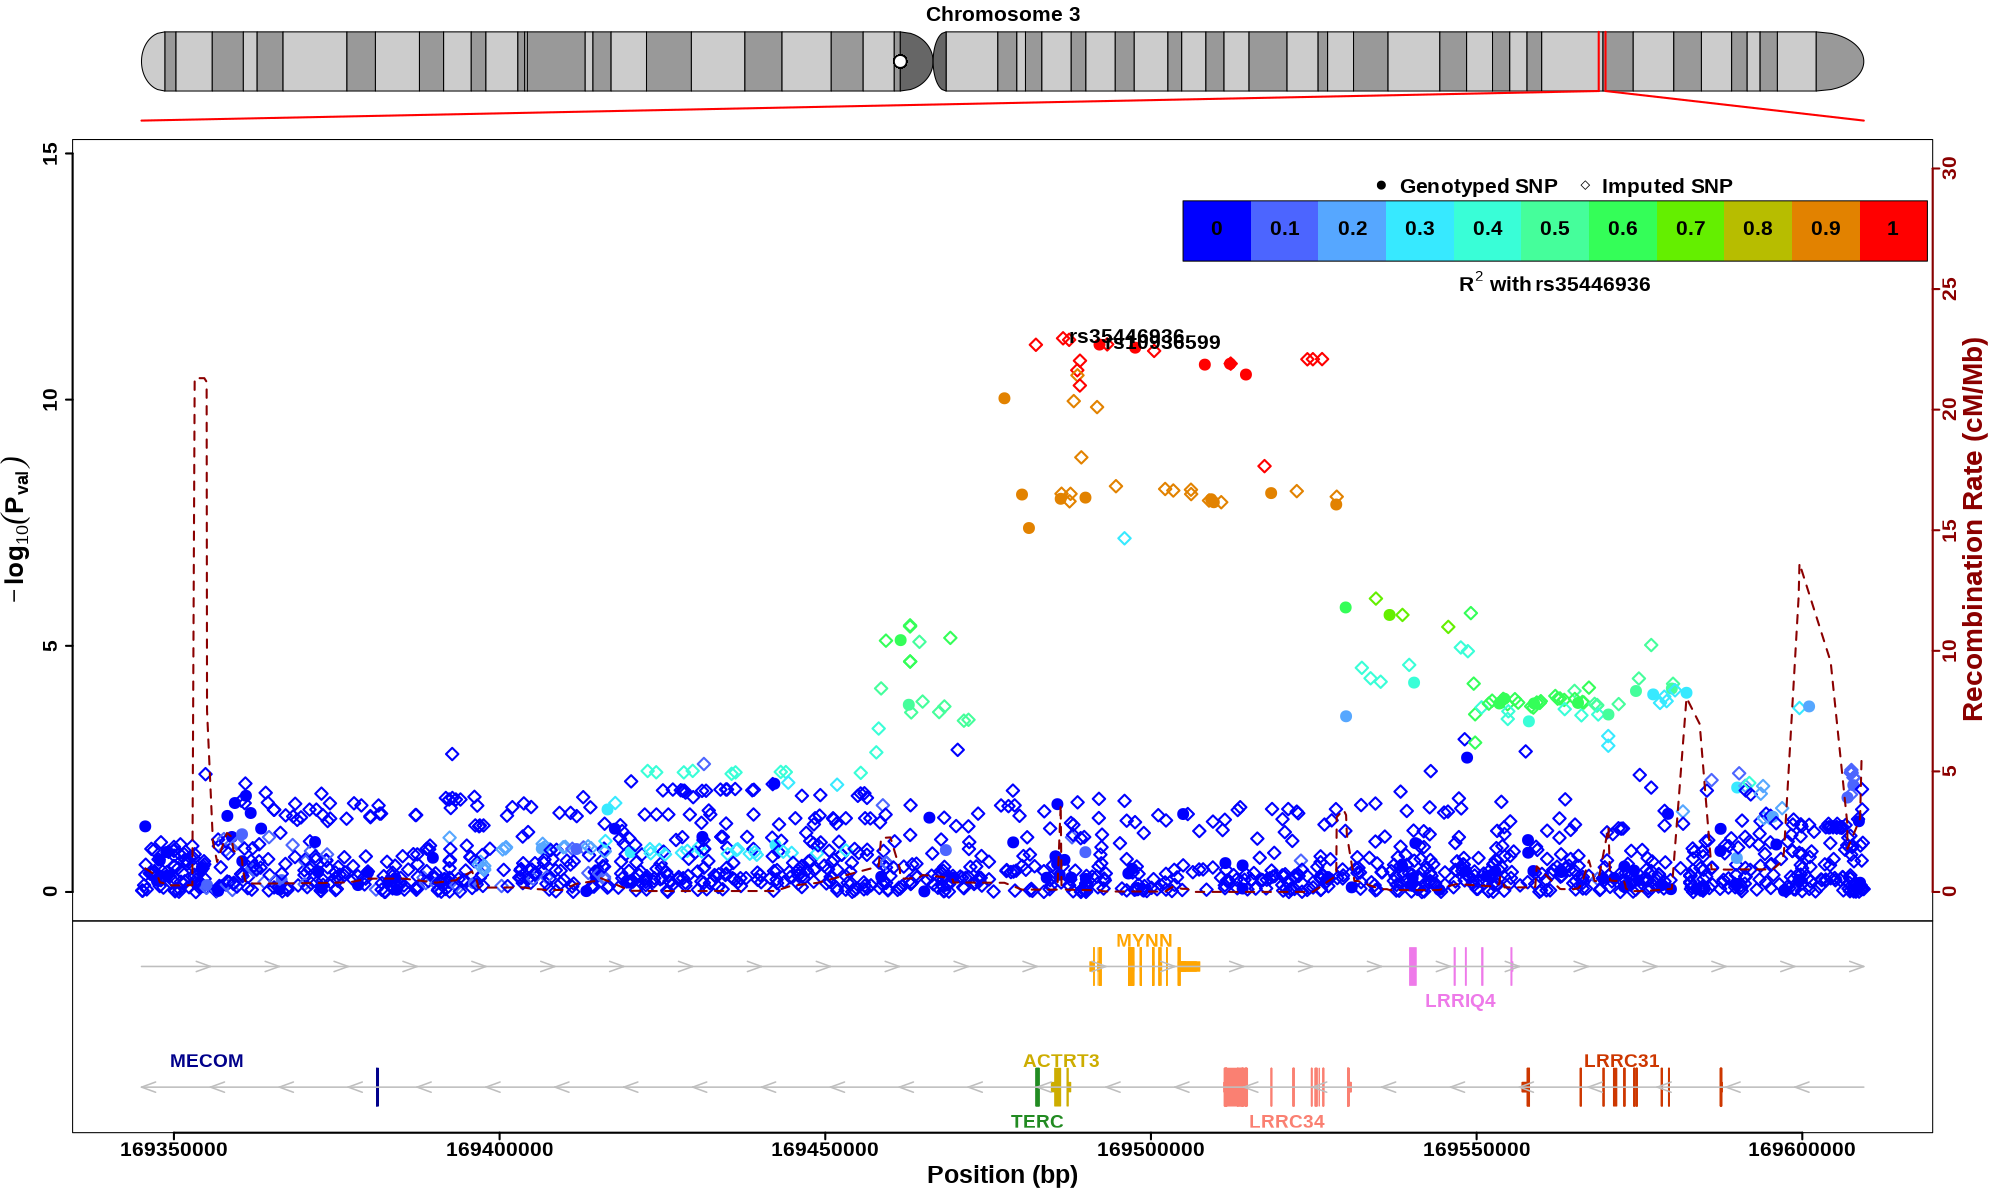 Chromosome 3
Genotyped SNP
Imputed SNP
0 0.1 0.2 0.3 0.4 0.5 0.6 0.7 0.8 0.9 1
R² with rs35446936
rs35446936
rs10936599
15
10
5
0
−log10(Pval)
30
25
20
15
10
5
0
Recombination Rate (cM/Mb)
MYNN
LRRIQ4
MECOM
ACTRT3
LRRC31
TERC
LRRC34
169350000 169400000 169450000 169500000 169550000 169600000
Position (bp)